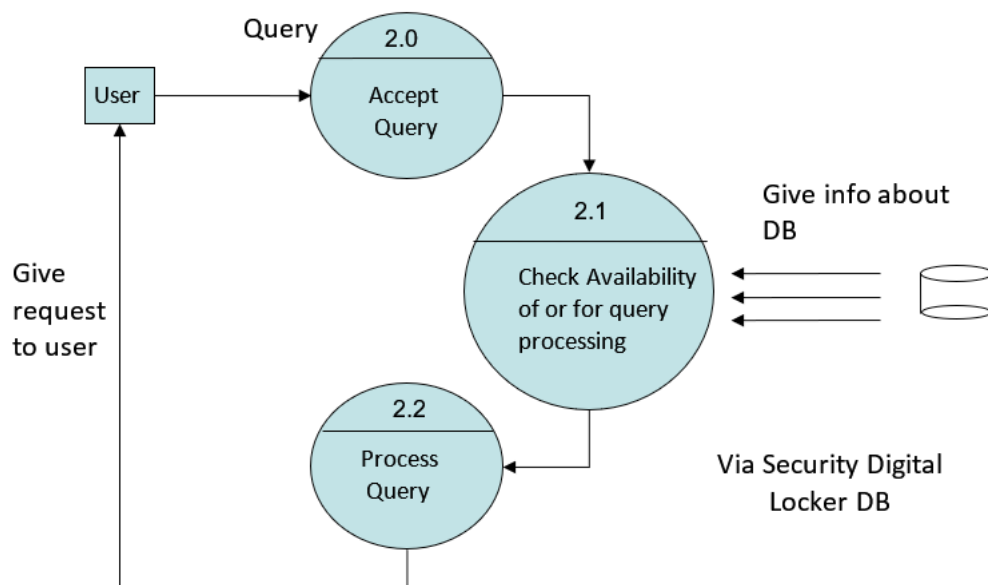 Query
2.0
User
Accept
Query
2.1
Give info about
DB
Check Availability
of or for query
processing
Give
request
to user
2.2
Process
Query
Via Security Digital
Locker DB